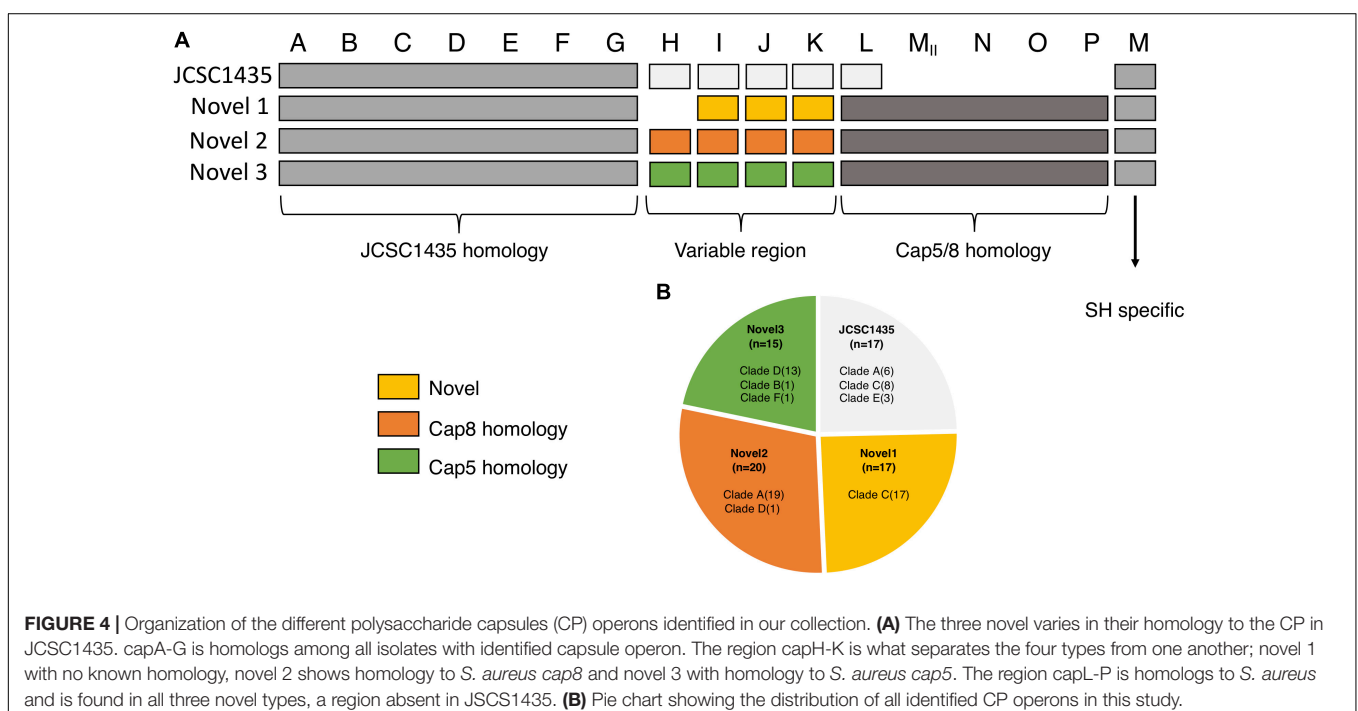 A
A B C D E F G H I J K L M_II N O P M
JCSC1435
Novel 1
Novel 2
Novel 3
JCSC1435 homology Variable region Cap5/8 homology
SH specific
B
Novel
Cap8 homology
Cap5 homology
Novel3
(n=15)
Clade D(13)
Clade B(1)
Clade F(1)
JCSC1435
(n=17)
Clade A(6)
Clade C(8)
Clade E(3)
Novel2
(n=20)
Clade A(19)
Clade D(1)
Novel1
(n=17)
Clade C(17)
FIGURE 4 | Organization of the different polysaccharide capsules (CP) operons identified in our collection. (A) The three novel varies in their homology to the CP in
JCSC1435. capA-G is homologs among all isolates with identified capsule operon. The region capH-K is what separates the four types from one another; novel 1
with no known homology, novel 2 shows homology to S. aureus cap8 and novel 3 with homology to S. aureus cap5. The region capL-P is homologs to S. aureus
and is found in all three novel types, a region absent in JSCS1435. (B) Pie chart showing the distribution of all identified CP operons in this study.